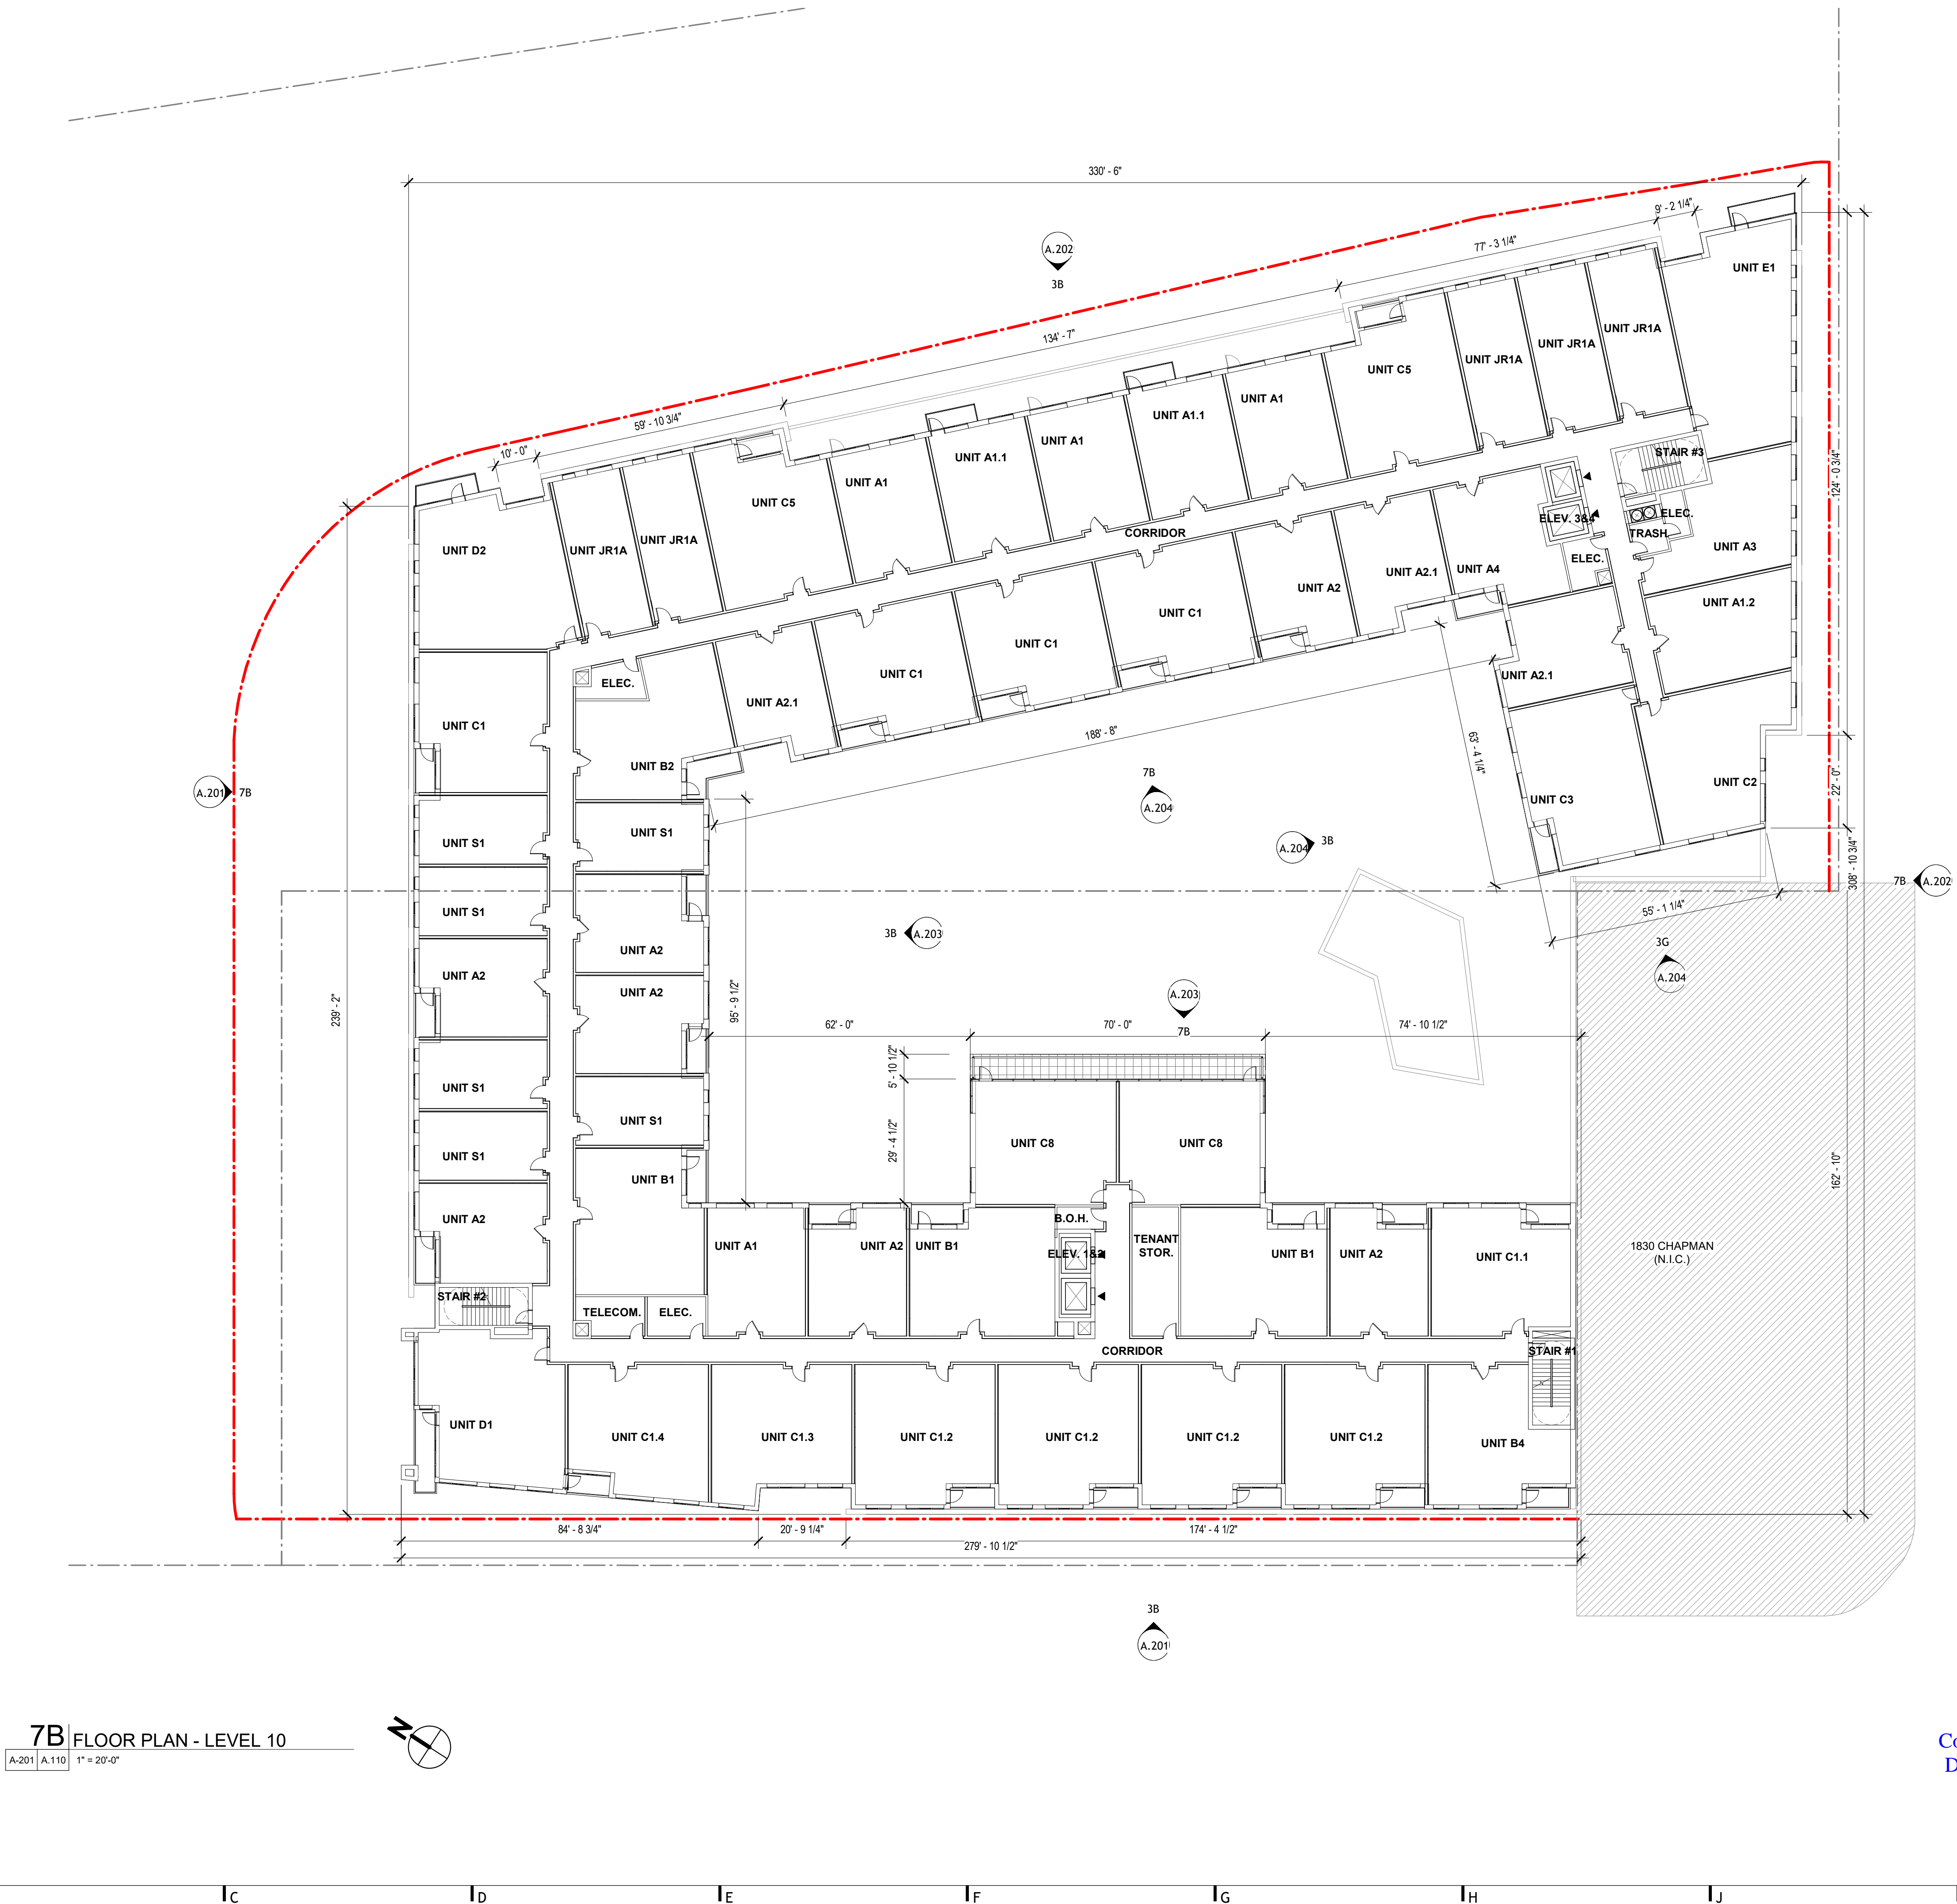 330' - 6"
9' - 2 1/4"
A.202
3B
77' - 3 1/4"
UNIT E1
134' - 7"
UNIT JR1A
UNIT JR1A
UNIT JR1A
UNIT C5
59' - 10 3/4"
10' - 0"
UNIT A1
UNIT A1.1
UNIT A1
UNIT A1.1
UNIT A1
UNIT C5
STAIR #3
124' - 0 3/4"
UNIT JR1A
UNIT JR1A
UNIT D2
CORRIDOR
ELEV. 3&4
ELEC.
TRASH
ELEC.
UNIT A3
UNIT A4
UNIT A2.1
UNIT A2
UNIT A1.2
UNIT C1
UNIT C1
UNIT C1
UNIT A2.1
UNIT A2.1
ELEC.
UNIT C1
188' - 8"
63' - 4 1/4"
UNIT B2
UNIT C2
22' - 0"
UNIT C3
A.201
7B
7B
A.204
A.204
3B
UNIT S1
UNIT S1
308' - 10 3/4"
7B
A.202
UNIT S1
55' - 1 1/4"
3B
A.203
3G
A.204
UNIT A2
UNIT A2
UNIT A2
239' - 2"
95' - 9 1/2"
A.203
7B
62' - 0"
70' - 0"
74' - 10 1/2"
5' - 10 1/2"
29' - 4 1/2"
UNIT S1
UNIT S1
UNIT S1
UNIT C8
UNIT C8
162' - 10"
UNIT B1
UNIT A2
B.O.H.
UNIT A1
UNIT A2
UNIT B1
ELEV. 1&2
TENANT
STOR.
UNIT B1
UNIT A2
UNIT C1.1
1830 CHAPMAN
(N.I.C.)
STAIR #2
TELECOM.
ELEC.
CORRIDOR
STAIR #1
UNIT D1
UNIT C1.4
UNIT C1.3
UNIT C1.2
UNIT C1.2
UNIT C1.2
UNIT C1.2
UNIT B4
84' - 8 3/4"
20' - 9 1/4"
174' - 4 1/2"
279' - 10 1/2"
3B
A.201
N
7B FLOOR PLAN - LEVEL 10
A-201 A.110 1" = 20'-0"
Co
D
C D E F G H J